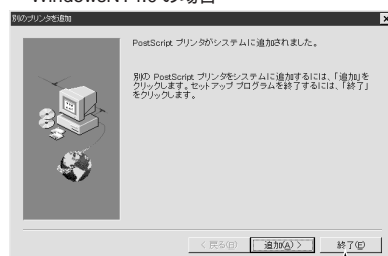 WindowsNT4.0 の場合
別のプリンタを追加
PostScript プリンタがシステムに追加されました。
別の PostScript プリンタをシステムに追加するには、「追加」を
クリックします。セットアップ プログラムを終了するには、「終了」
をクリックします。
< 戻る(B) 追加(A) > 終了(E)